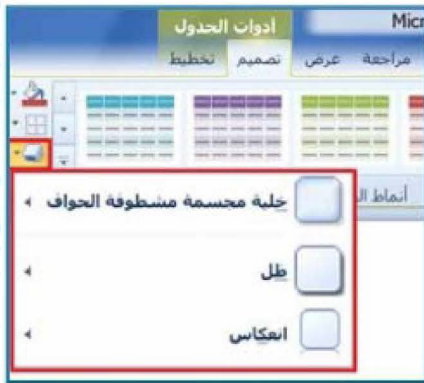 Micr
أدوات الجدول
مراجعة عرض تصميم تخطيط
أنماط ال
خلية مجسمة مشطوفة الحواف
ظل
انعكاس